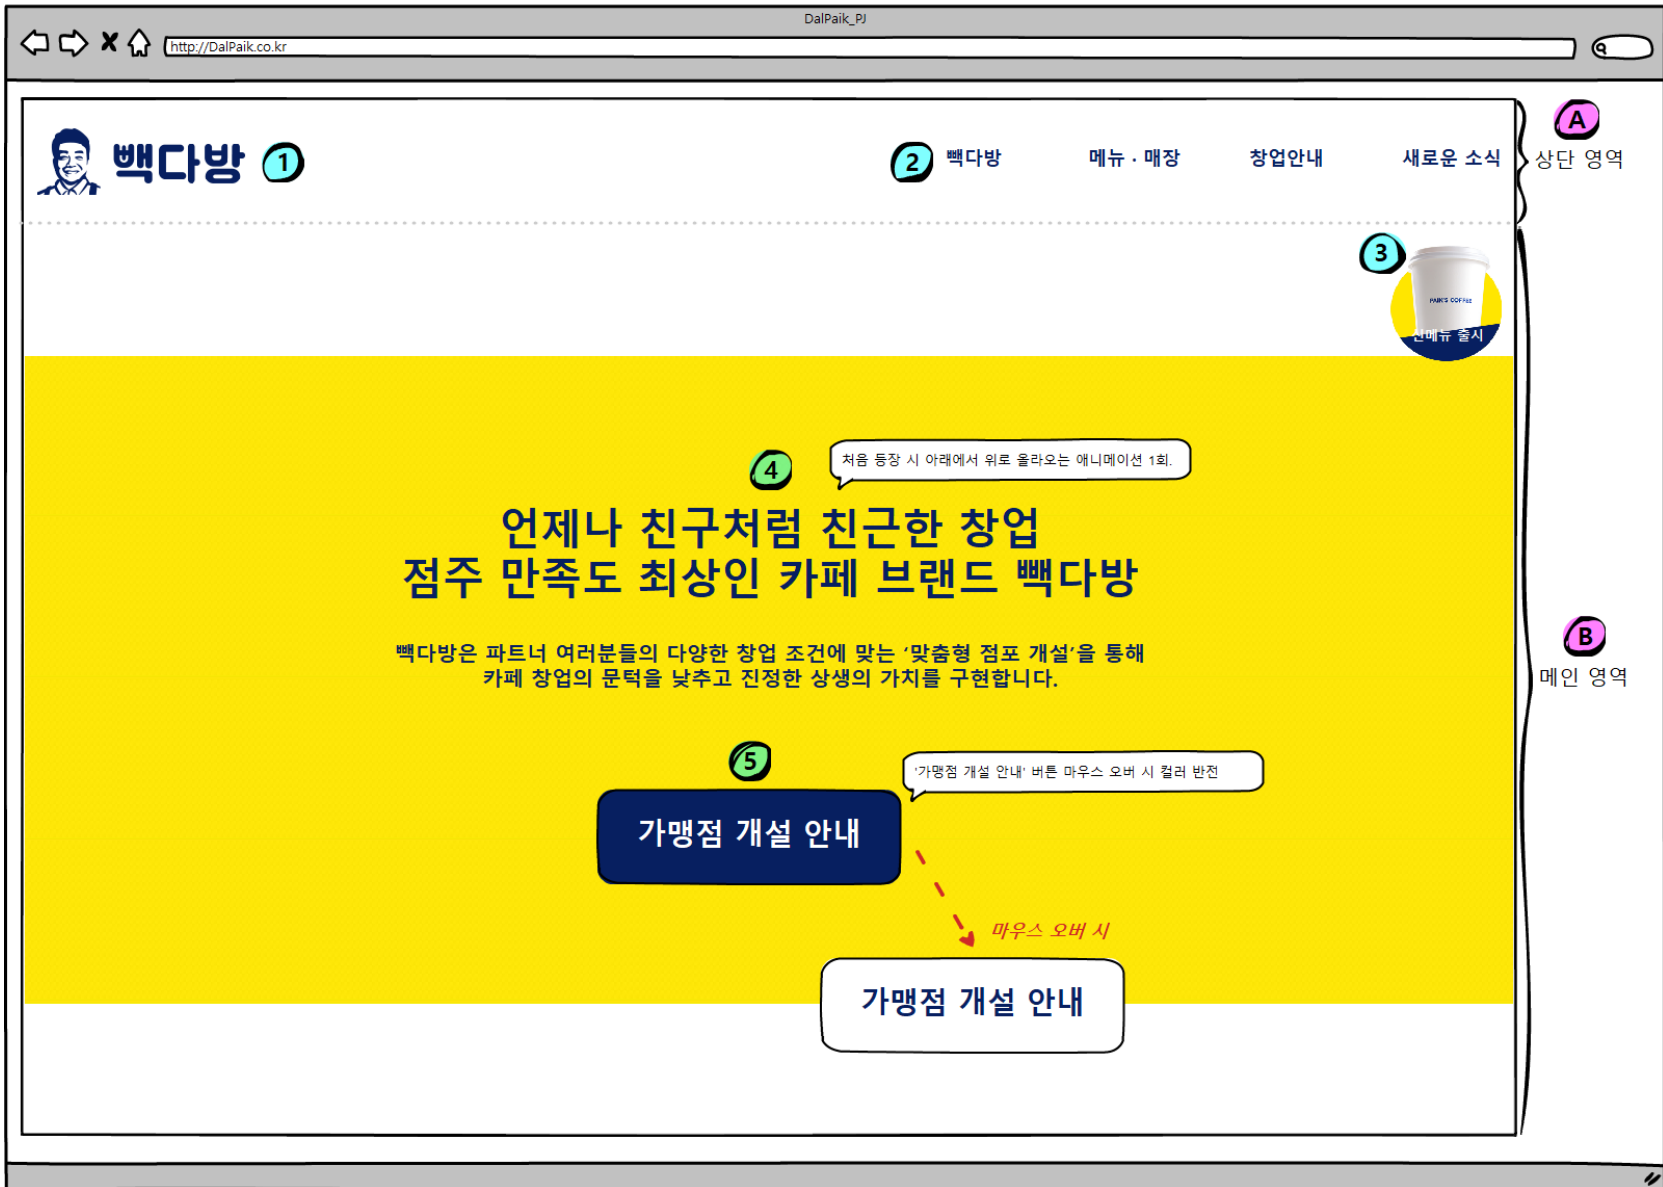 DalPaik_PJ
http://DalPaik.co.kr
빽다방
1
2
빽다방
메뉴 · 매장
창업안내
새로운 소식
A
상단 영역
3
PAIK'S COFFEE
신메뉴 출시
4
처음 등장 시 아래에서 위로 올라오는 애니메이션 1회.
언제나 친구처럼 친근한 창업
점주 만족도 최상인 카페 브랜드 빽다방
빽다방은 파트너 여러분들의 다양한 창업 조건에 맞는 ‘맞춤형 점포 개설’을 통해
카페 창업의 문턱을 낮추고 진정한 상생의 가치를 구현합니다.
B
메인 영역
5
'가맹점 개설 안내' 버튼 마우스 오버 시 컬러 반전
가맹점 개설 안내
마우스 오버 시
가맹점 개설 안내